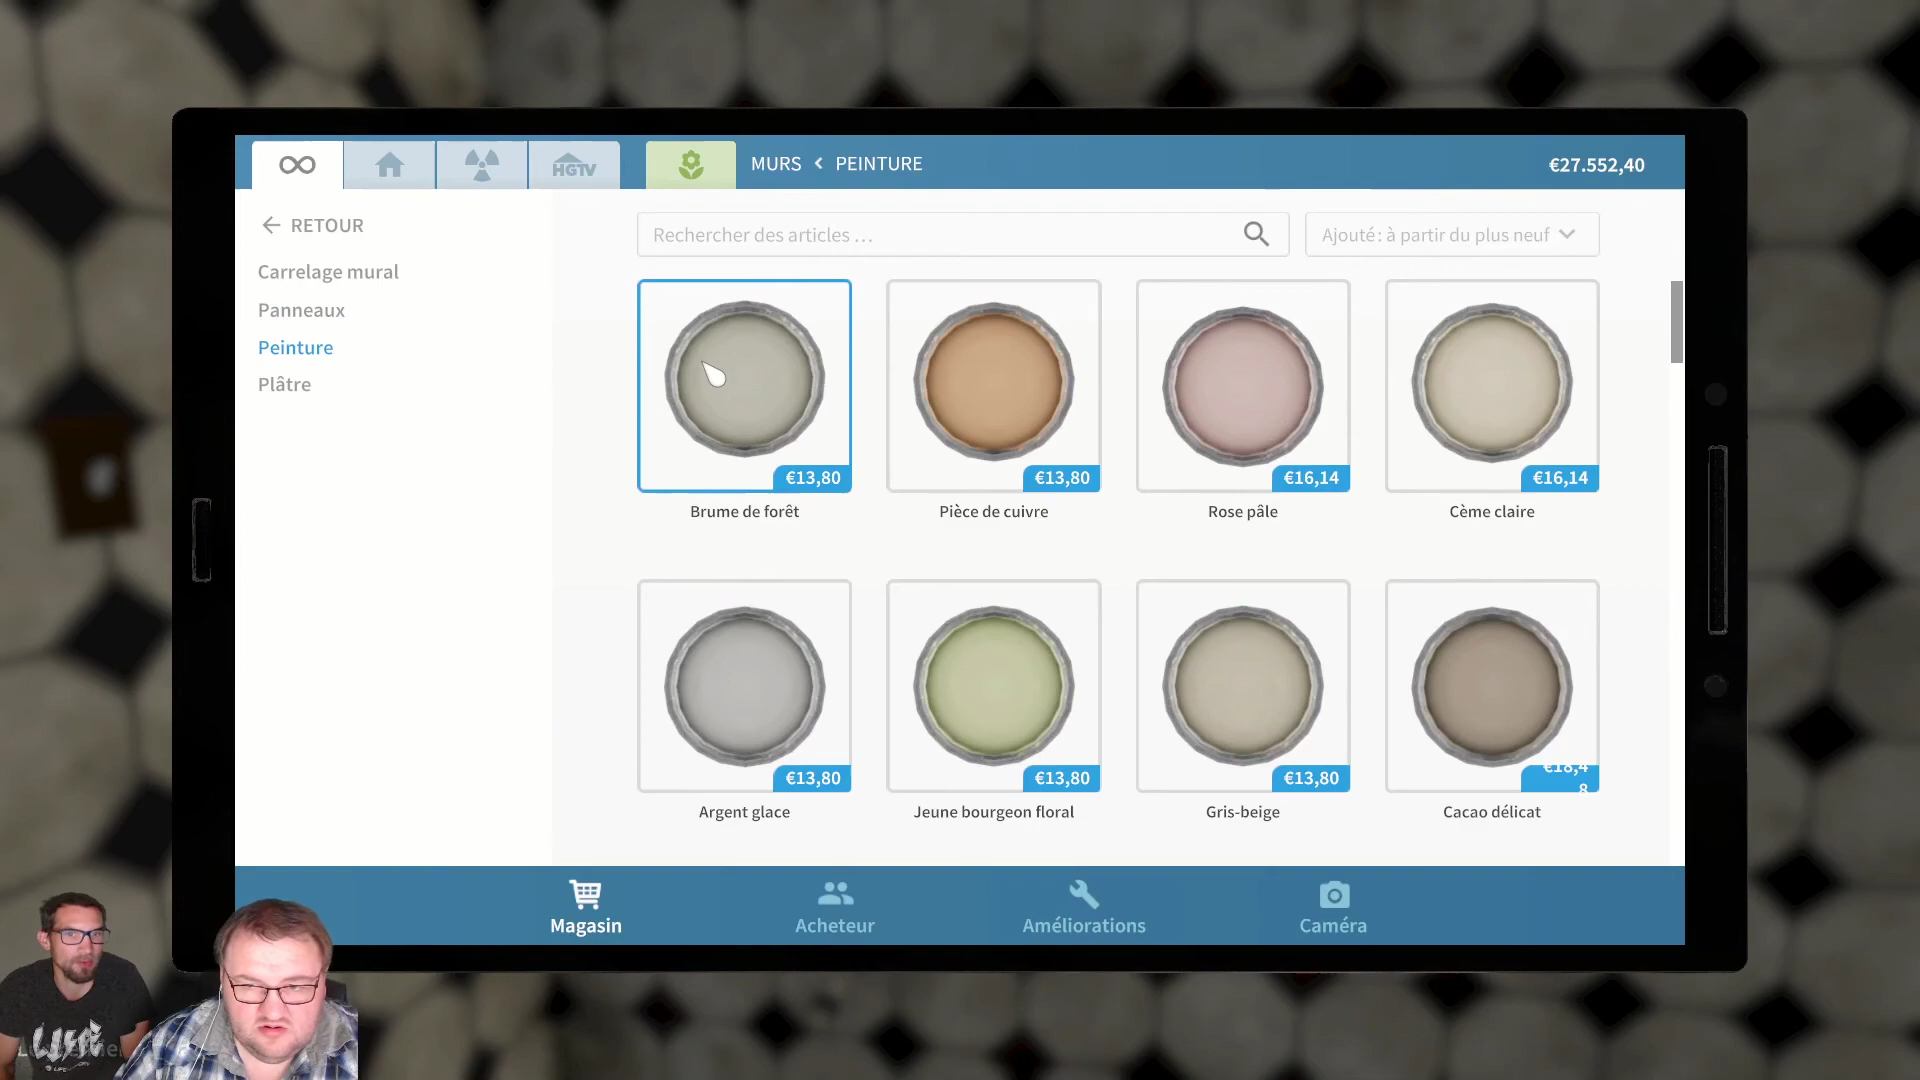 HGTV
MURS < PEINTURE
€27.552,40
RETOUR
Carrelage mural
Panneaux
Peinture
Plâtre
Rechercher des articles ...
Ajouté : à partir du plus neuf
€13,80
€13,80
€16,14
€16,14
Brume de forêt
Pièce de cuivre
Rose pâle
Cème claire
€13,80
€13,80
€13,80
€18,4
8
Argent glace
Jeune bourgeon floral
Gris-beige
Cacao délicat
Magasin
Acheteur
Améliorations
Caméra